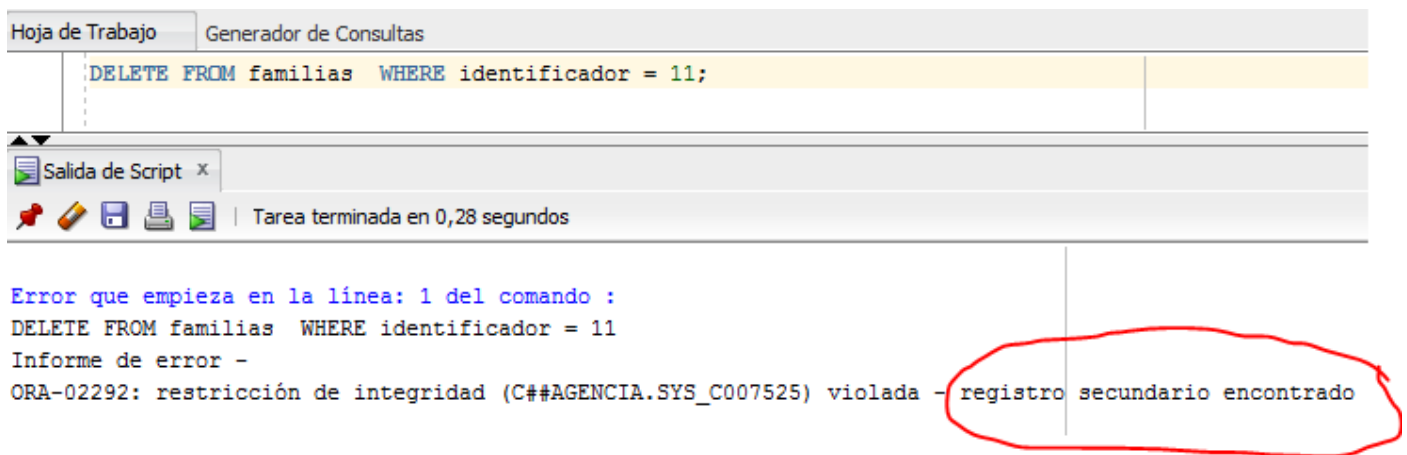 Hoja de Trabajo Generador de Consultas
DELETE FROM familias  WHERE identificador = 11;
Salida de Script x
Tarea terminada en 0,28 segundos
Error que empieza en la línea: 1 del comando :
DELETE FROM familias  WHERE identificador = 11
Informe de error -
ORA-02292: restricción de integridad (C##AGENCIA.SYS_C007525) violada - registro secundario encontrado